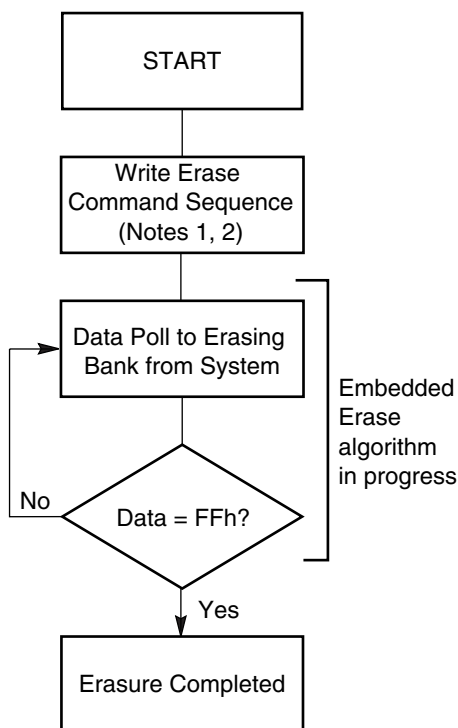 START
Write Erase
Command Sequence
(Notes 1, 2)
Data Poll to Erasing
Bank from System
Embedded
Erase
algorithm
in progress
No
Data = FFh?
Yes
Erasure Completed